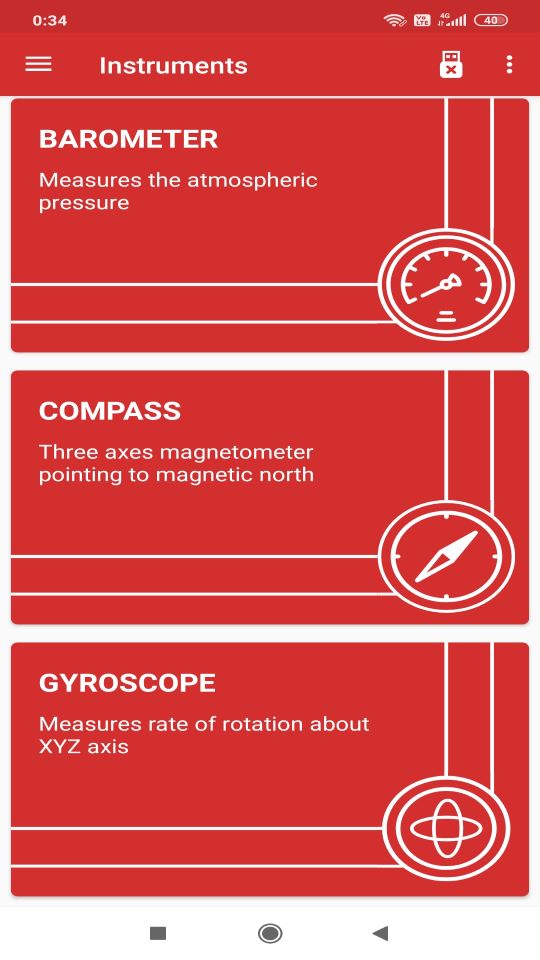 0:34
Vo
LTE
4G
40
Instruments
BAROMETER
Measures the atmospheric
pressure
COMPASS
Three axes magnetometer
pointing to magnetic north
GYROSCOPE
Measures rate of rotation about
XYZ axis